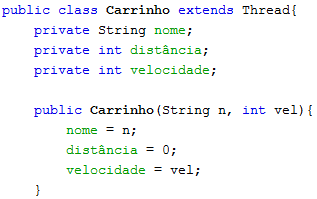 public class Carrinho extends Thread{
private String nome;
private int distância;
private int velocidade;
public Carrinho(String n, int vel){
nome = n;
distância = 0;
velocidade = vel;
}